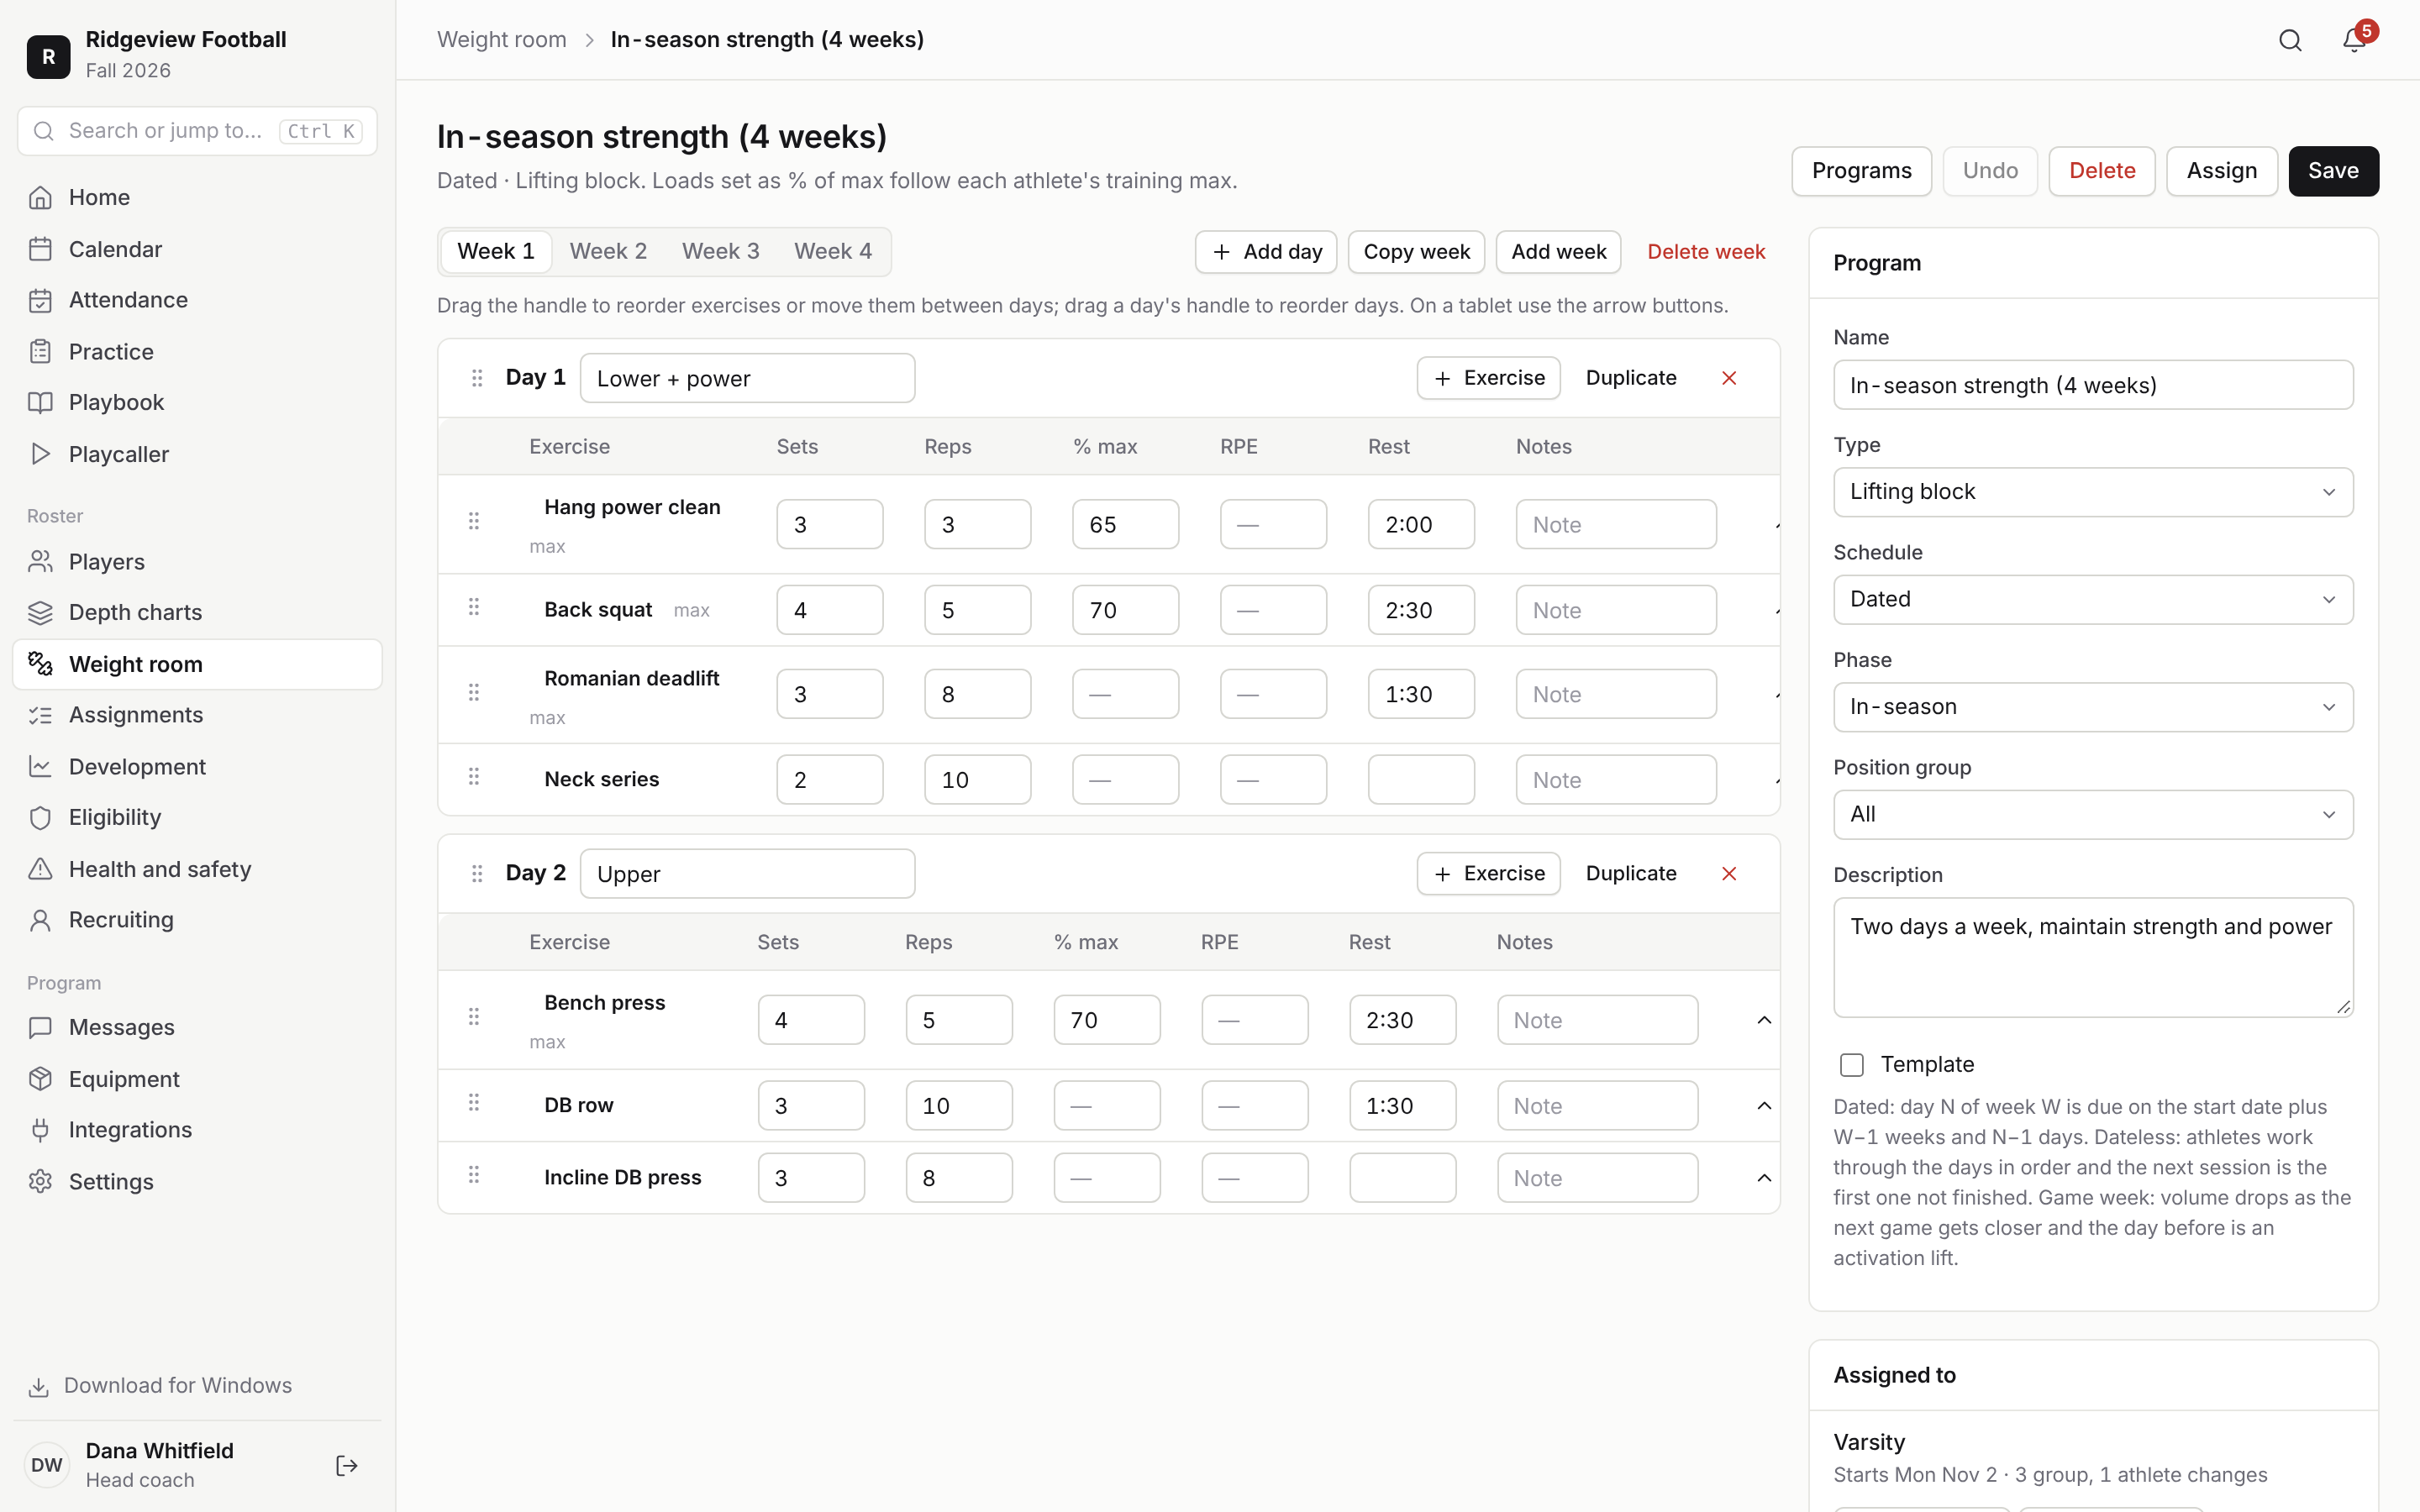 Ridgeview Football
Fall 2026
R
Search or jump to... Ctrl K
Home
Calendar
Attendance
Practice
Playbook
Playcaller
Roster
Players
Depth charts
Weight room
Assignments
Development
Eligibility
Health and safety
Recruiting
Program
Messages
Equipment
Integrations
Settings
Download for Windows
DW
Dana Whitfield
Head coach
Weight room > In-season strength (4 weeks)
5
In-season strength (4 weeks)
Dated · Lifting block. Loads set as % of max follow each athlete's training max.
Programs Undo Delete Assign Save
Week 1 Week 2 Week 3 Week 4
+ Add day Copy week Add week Delete week
Drag the handle to reorder exercises or move them between days; drag a day's handle to reorder days. On a tablet use the arrow buttons.
Day 1 Lower + power + Exercise Duplicate
Exercise Sets Reps % max RPE Rest Notes
Hang power clean max 3 3 65 — 2:00 Note
Back squat max 4 5 70 — 2:30 Note
Romanian deadlift max 3 8 — — 1:30 Note
Neck series 2 10 — — Note
Day 2 Upper + Exercise Duplicate
Exercise Sets Reps % max RPE Rest Notes
Bench press max 4 5 70 — 2:30 Note
DB row 3 10 — — 1:30 Note
Incline DB press 3 8 — — Note
Program
Name
In-season strength (4 weeks)
Type
Lifting block
Schedule
Dated
Phase
In-season
Position group
All
Description
Two days a week, maintain strength and power
Template
Dated: day N of week W is due on the start date plus
W−1 weeks and N−1 days. Dateless: athletes work
through the days in order and the next session is the
first one not finished. Game week: volume drops as the
next game gets closer and the day before is an
activation lift.
Assigned to
Varsity
Starts Mon Nov 2 · 3 group, 1 athlete changes